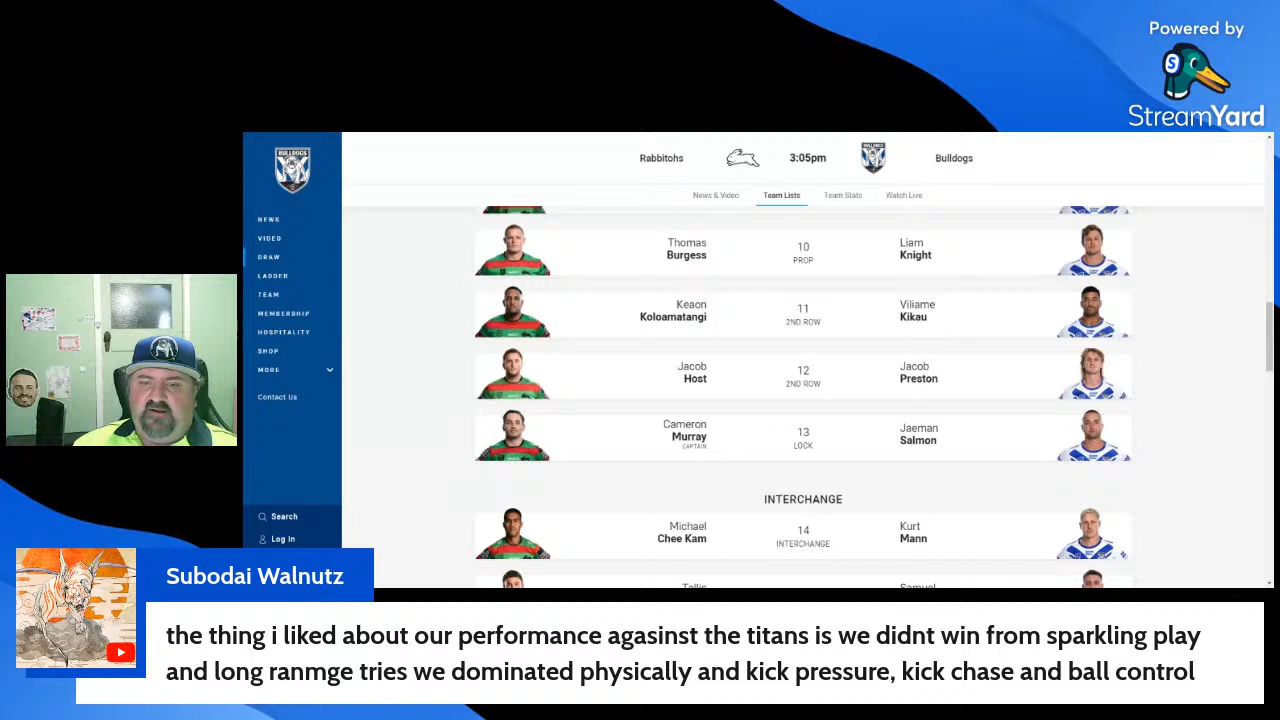 Powered by
StreamYard
BULLDOGS
Rabbitohs
3:05pm
Bulldogs
News & Video
Team Lists
Team Stats
Watch Live
NEWS
VIDEO
DRAW
LADDER
TEAM
MEMBERSHIP
HOSPITALITY
SHOP
MORE
Contact Us
Search
Log In
Thomas
Burgess
10
PROP
Liam
Knight
Keaon
Koloamatangi
11
2ND ROW
Viliame
Kikau
Jacob
Host
12
2ND ROW
Jacob
Preston
Cameron
Murray
CAPTAIN
13
LOCK
Jaeman
Salmon
INTERCHANGE
Michael
Chee Kam
14
INTERCHANGE
Kurt
Mann
Subodai Walnutz
the thing i liked about our performance agasinst the titans is we didnt win from sparkling play
and long ranmge tries we dominated physically and kick pressure, kick chase and ball control